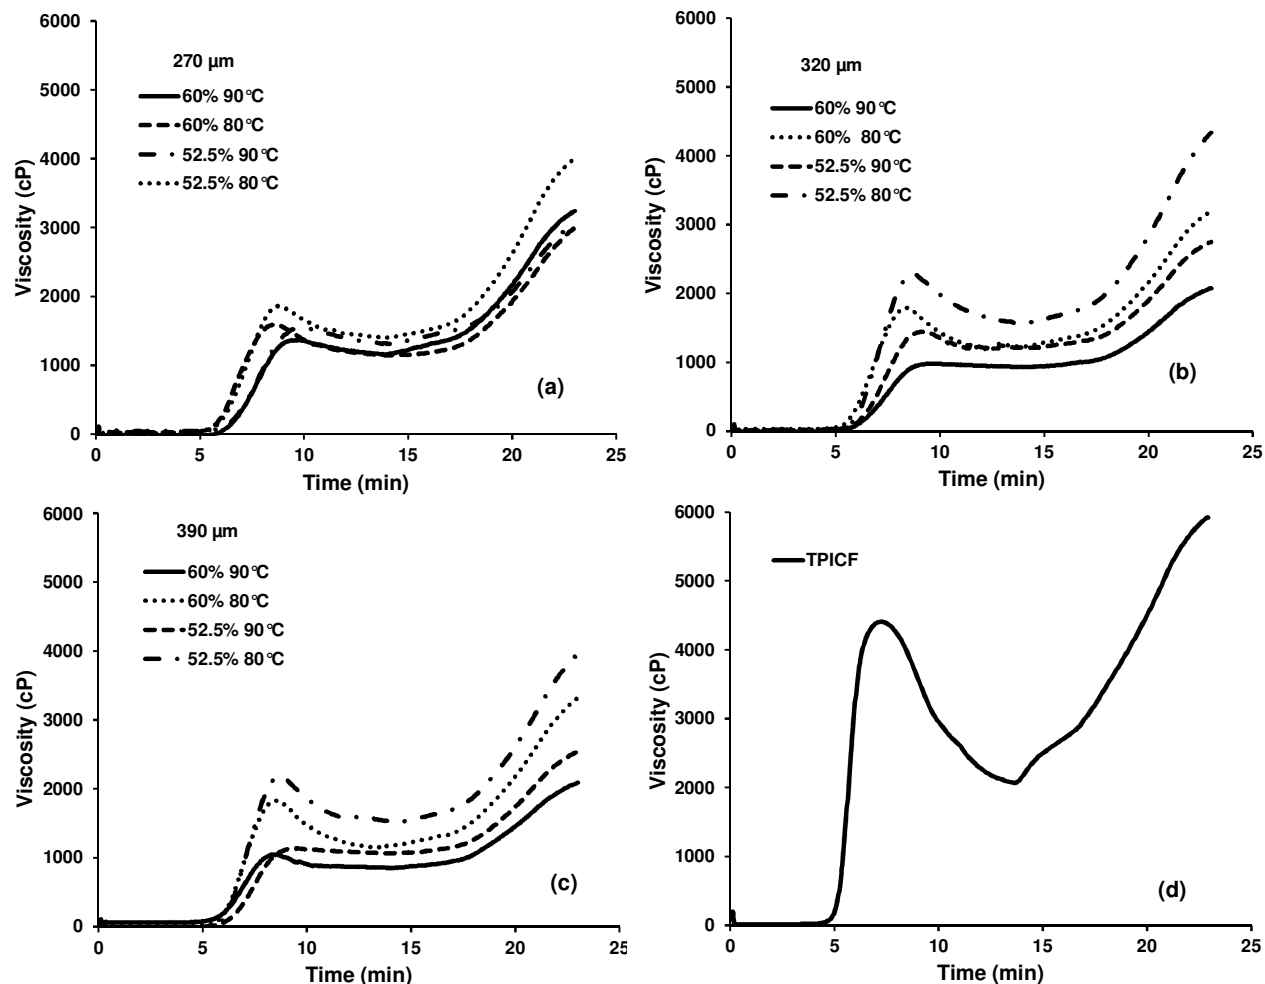 270 µm
60% 90°C
60% 80°C
52.5% 90°C
52.5% 80°C
6000
5000
4000
3000
2000
1000
0
Viscosity (cP)
0 5 10 15 20 25
Time (min)
(a)
320 µm
60% 90°C
60% 80°C
52.5% 90°C
52.5% 80°C
6000
5000
4000
3000
2000
1000
0
Viscosity (cP)
0 5 10 15 20 25
Time (min)
(b)
390 µm
60% 90°C
60% 80°C
52.5% 90°C
52.5% 80°C
6000
5000
4000
3000
2000
1000
0
Viscosity (cP)
0 5 10 15 20 25
Time (min)
(c)
TPICF
6000
5000
4000
3000
2000
1000
0
Viscosity (cP)
0 5 10 15 20 25
Time (min)
(d)